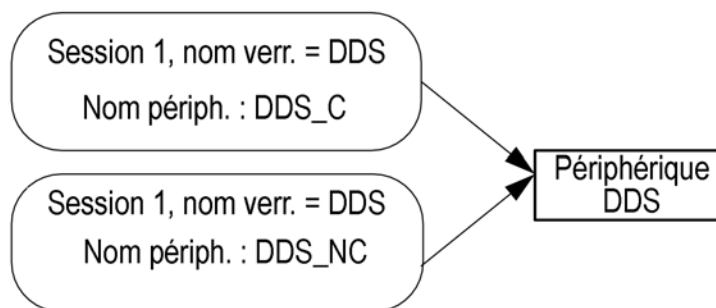 Session 1, nom verr. = DDS
Nom périph. : DDS_C
Session 1, nom verr. = DDS
Nom périph. : DDS_NC
Périphérique
DDS